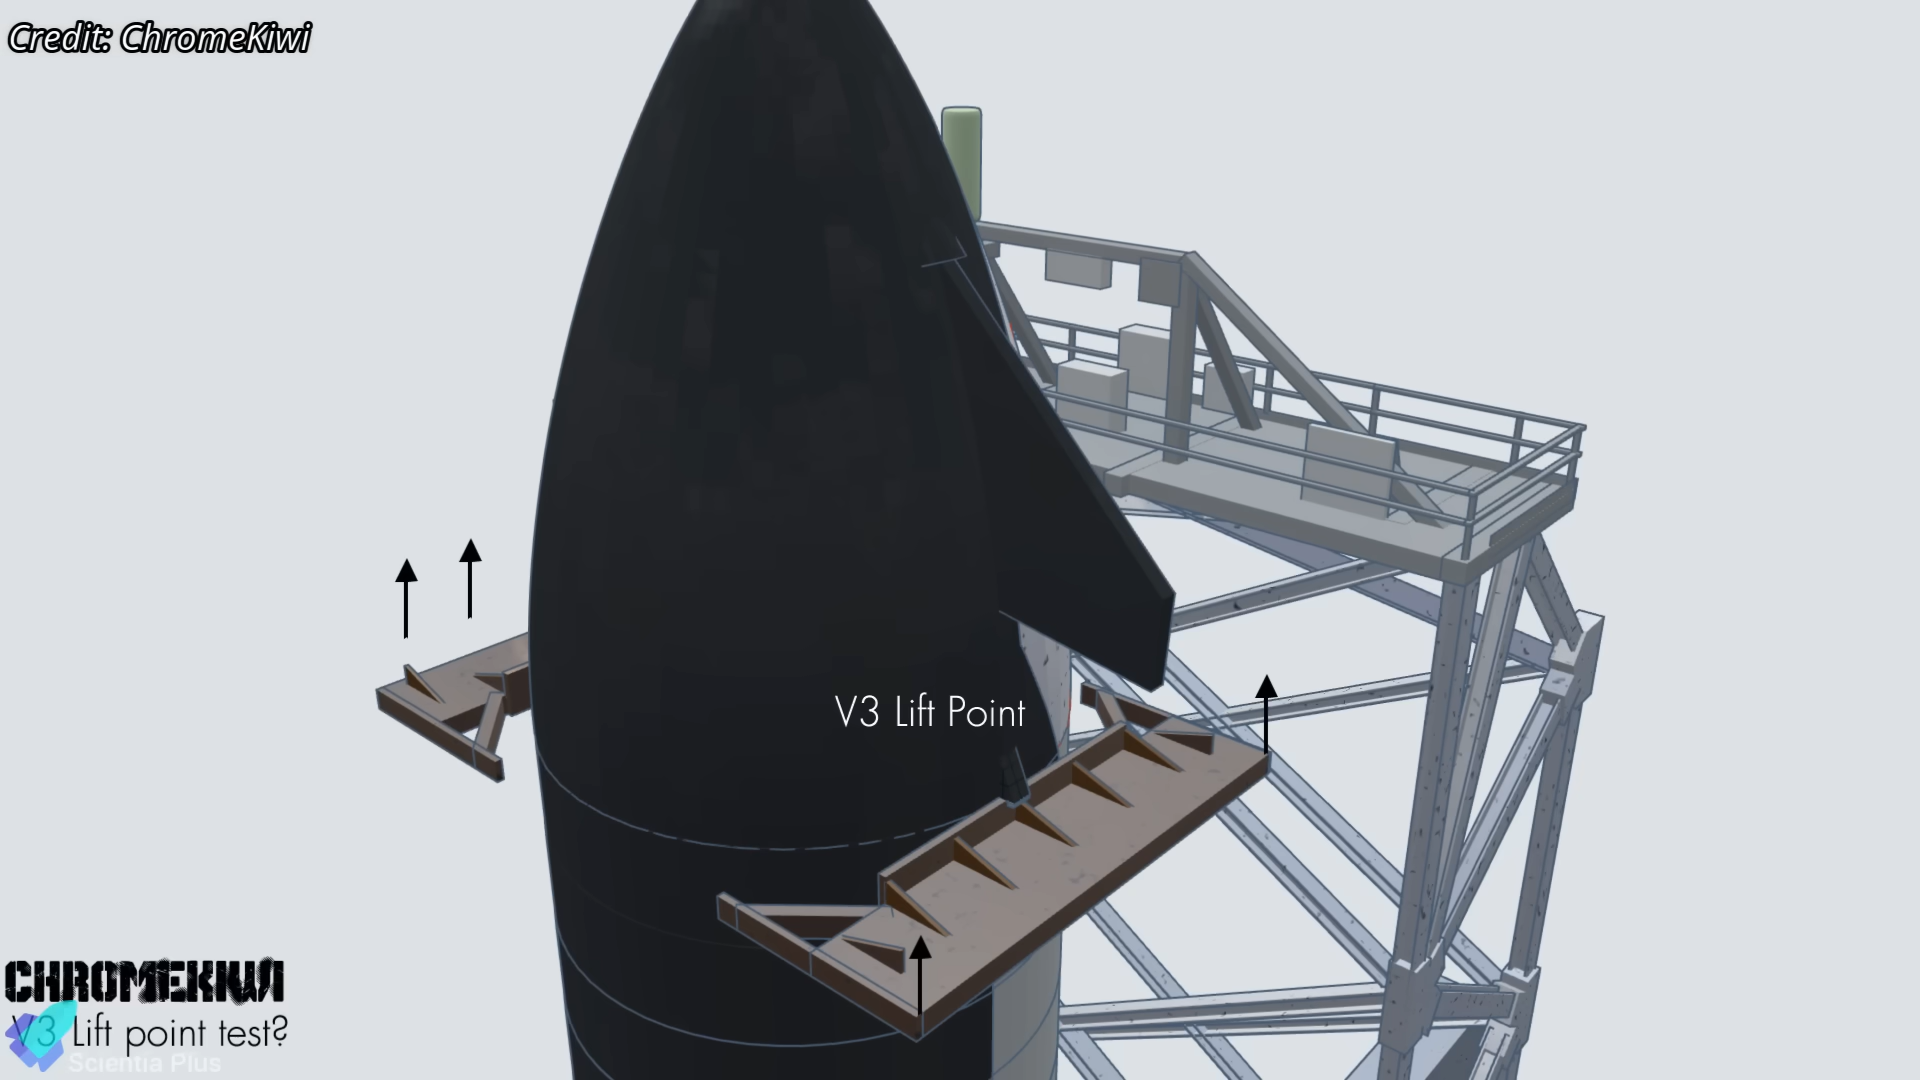 Credit: ChromeKiwi
V3 Lift Point
CHROMEKIWI
V3 Lift point test?
Scientia Plus